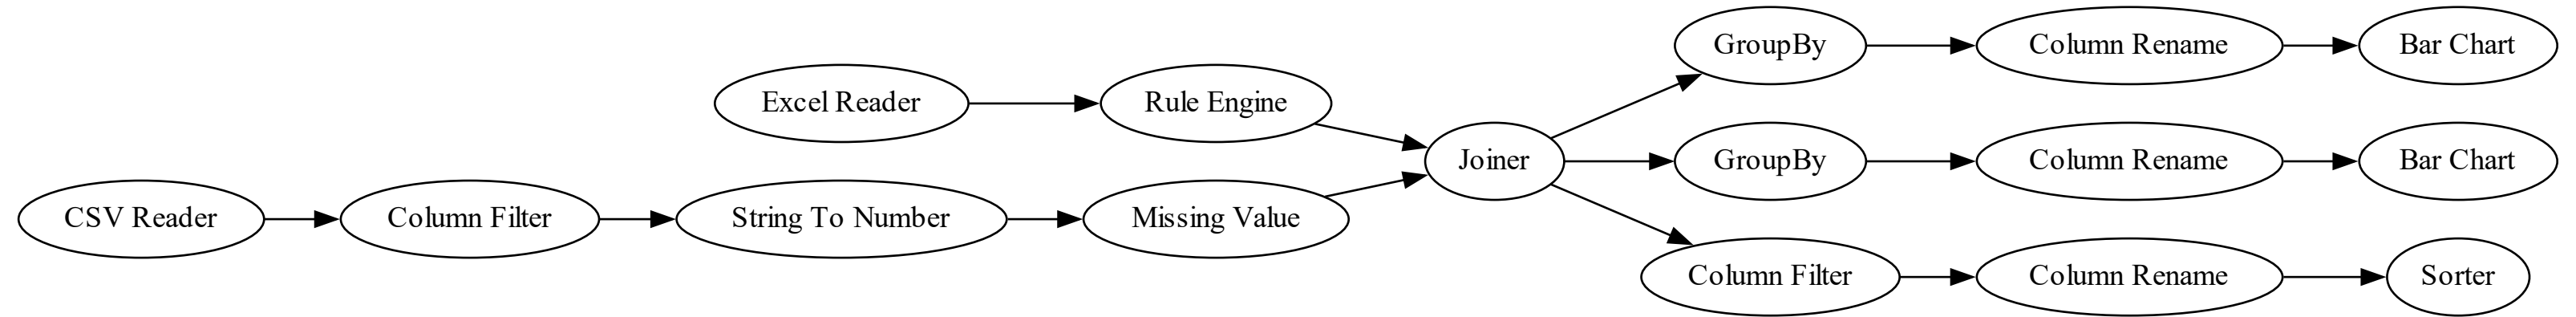 GroupBy
Column Rename
Bar Chart
Excel Reader
Rule Engine
Joiner
GroupBy
Column Rename
Bar Chart
CSV Reader
Column Filter
String To Number
Missing Value
Column Filter
Column Rename
Sorter